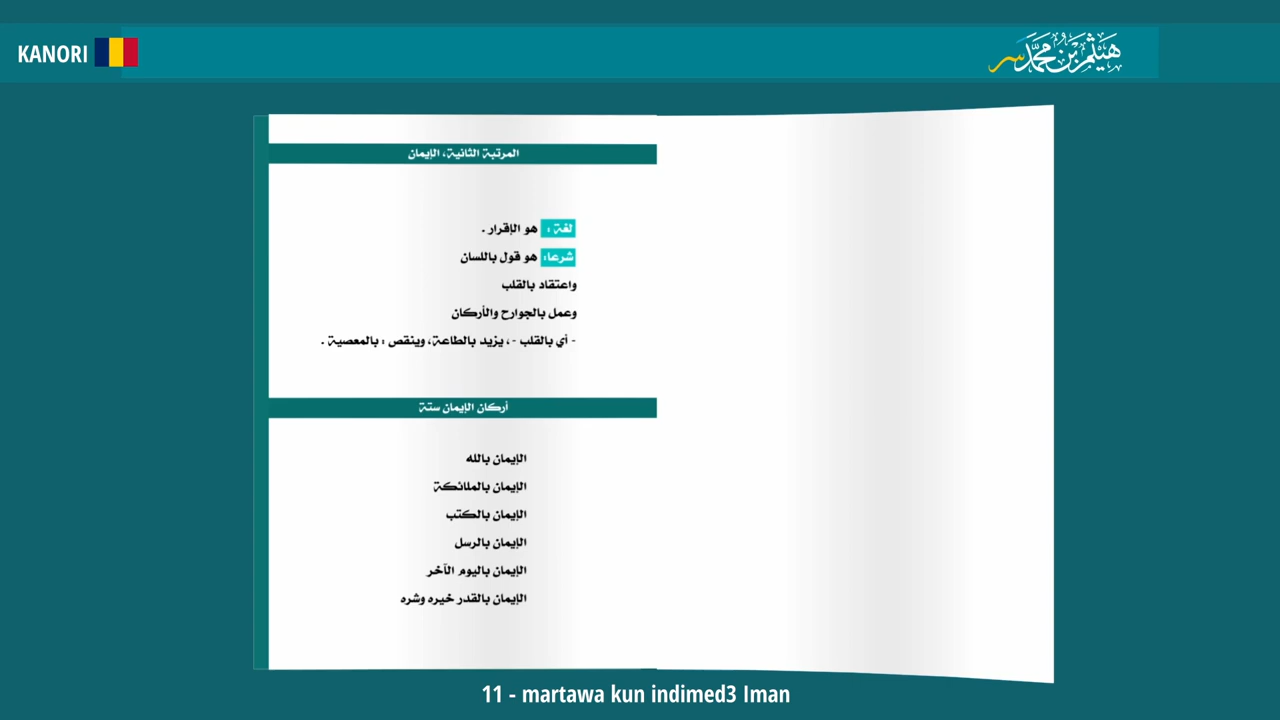 KANORI
هيثم بن محمد سرحان
المرتبة الثانية، الإيمان
لغة : هو الإقرار .
شرعا: هو قول باللسان
واعتقاد بالقلب
وعمل بالجوارح والأركان
- أي بالقلب -، يزيد بالطاعة، وينقص : بالمعصية .
أركان الإيمان ستة
الإيمان بالله
الإيمان بالملائكة
الإيمان بالكتب
الإيمان بالرسل
الإيمان باليوم الآخر
الإيمان بالقدر خيره وشره
11 - martawa kun indimed3 Iman